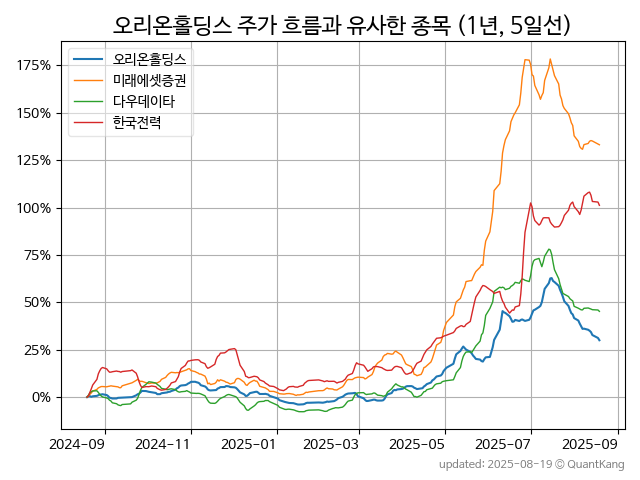 오리온홀딩스 주가 흐름과 유사한 종목 (1년, 5일선)
오리온홀딩스
미래에셋증권
다우데이타
한국전력
175%
150%
125%
100%
75%
50%
25%
0%
2024-09 2024-11 2025-01 2025-03 2025-05 2025-07 2025-09
updated: 2025-08-19 © QuantKang